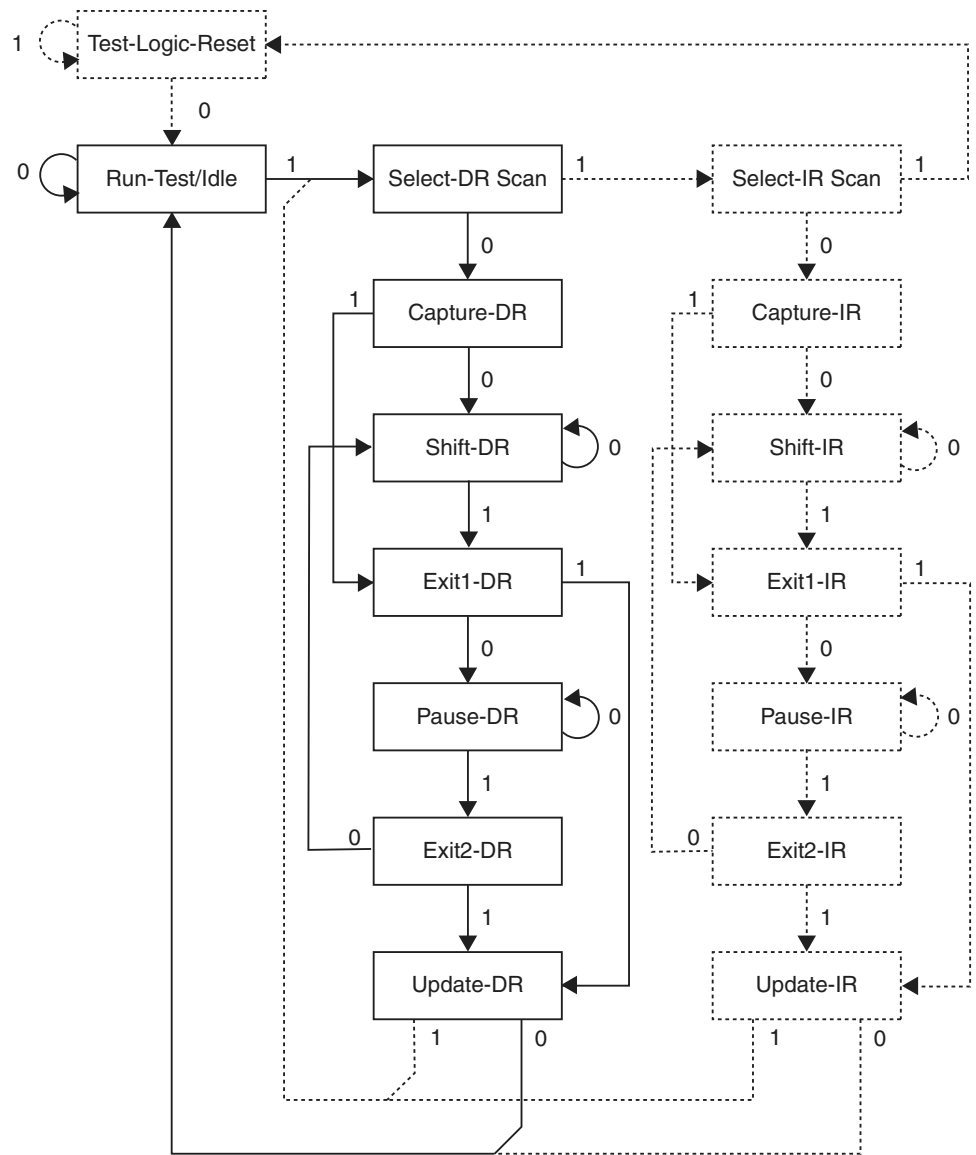 1 Test-Logic-Reset
0
0 Run-Test/Idle 1 Select-DR Scan 1 Select-IR Scan 1
0 0
1 Capture-DR 1 Capture-IR
0 0
Shift-DR 0 Shift-IR 0
1 1
Exit1-DR 1 Exit1-IR 1
0 0
Pause-DR 0 Pause-IR 0
1 1
0 Exit2-DR 0 Exit2-IR
1 1
Update-DR Update-IR
1 0 1 0